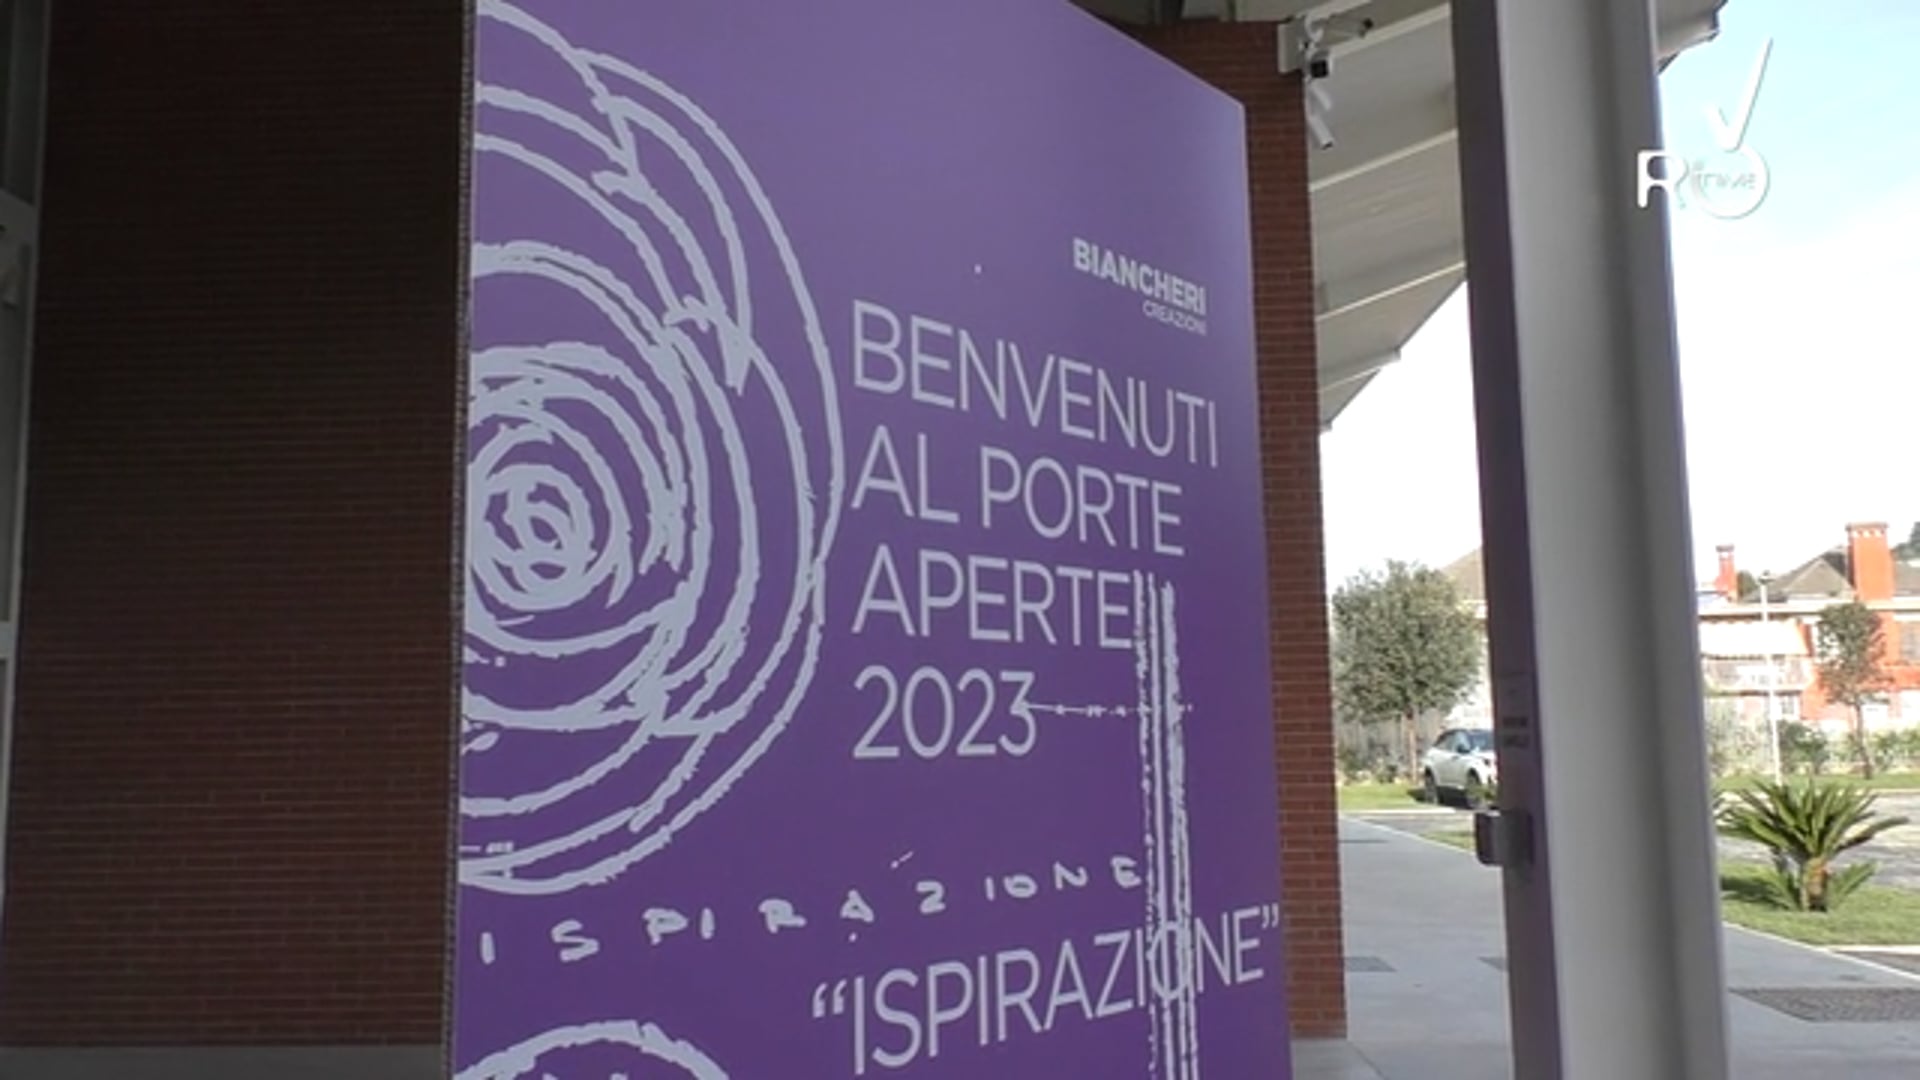 BIANCHERI
CREAZIONI
BENVENUTI
AL PORTE
APERTE
2023
ISPIRAZIONE
“ISPIRAZIONE”